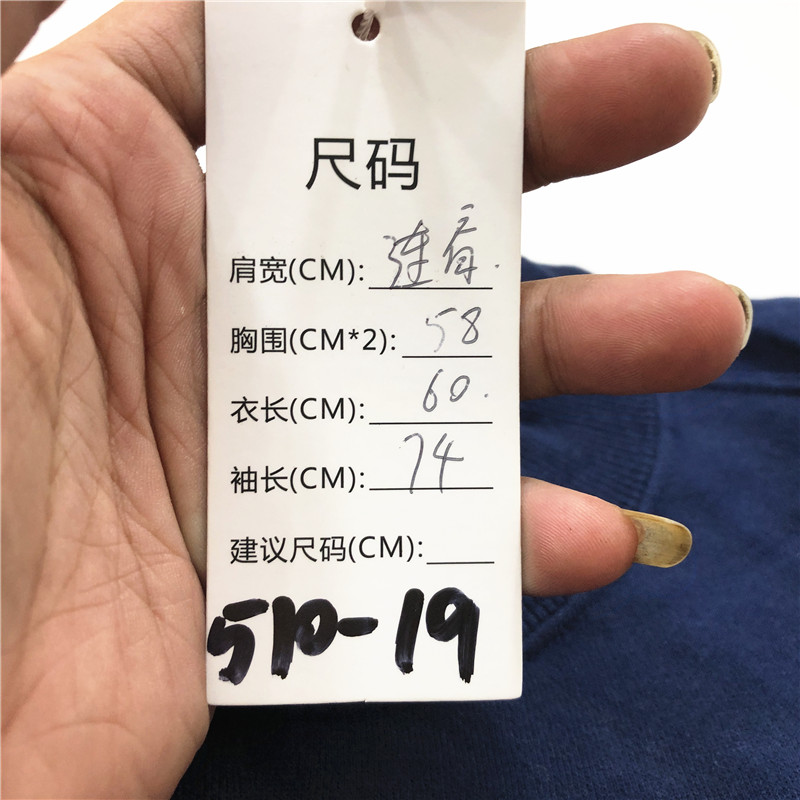 尺码
肩宽(CM): 连肩.
胸围(CM*2): 58
衣长(CM): 60.
袖长(CM): 74
建议尺码(CM):
510-19